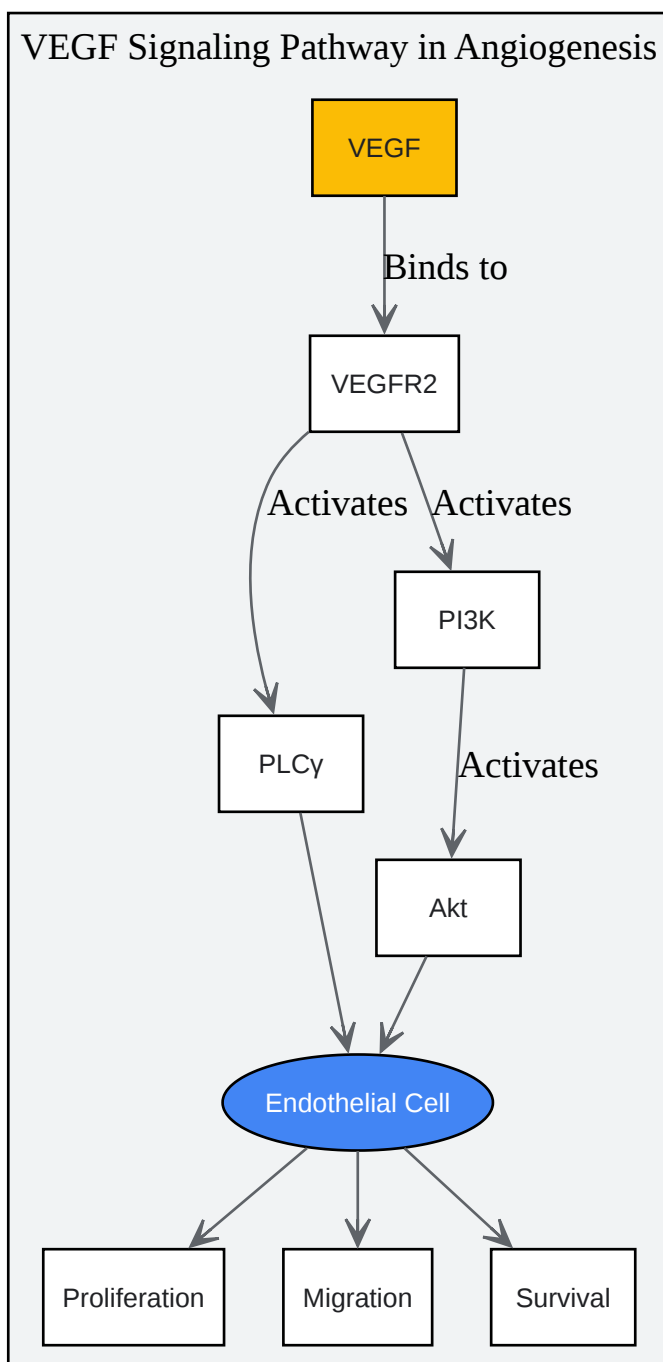 VEGF Signaling Pathway in Angiogenesis
VEGF
Binds to
VEGFR2
Activates
Activates
PI3K
PLCγ
Activates
Akt
Endothelial Cell
Proliferation
Migration
Survival